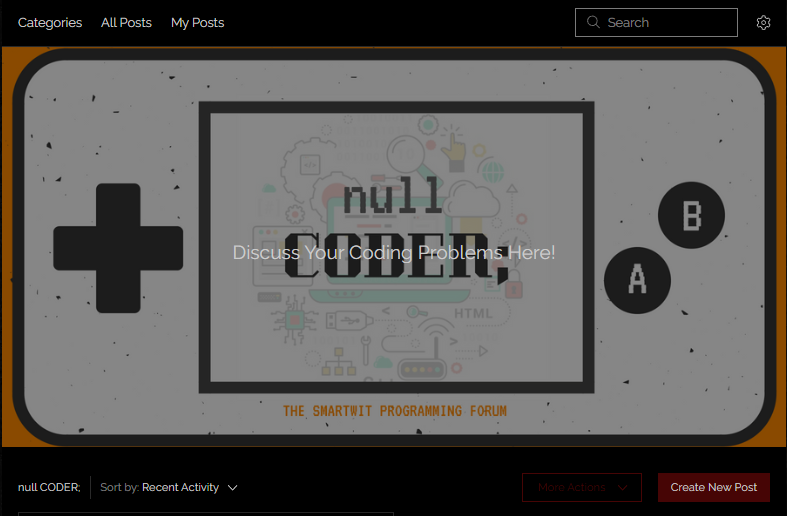 Categories All Posts My Posts Search
null
CODER;
Discuss Your Coding Problems Here!
B
A
HTML
THE SMARTWIT PROGRAMMING FORUM
null CODER; Sort by: Recent Activity More Actions Create New Post